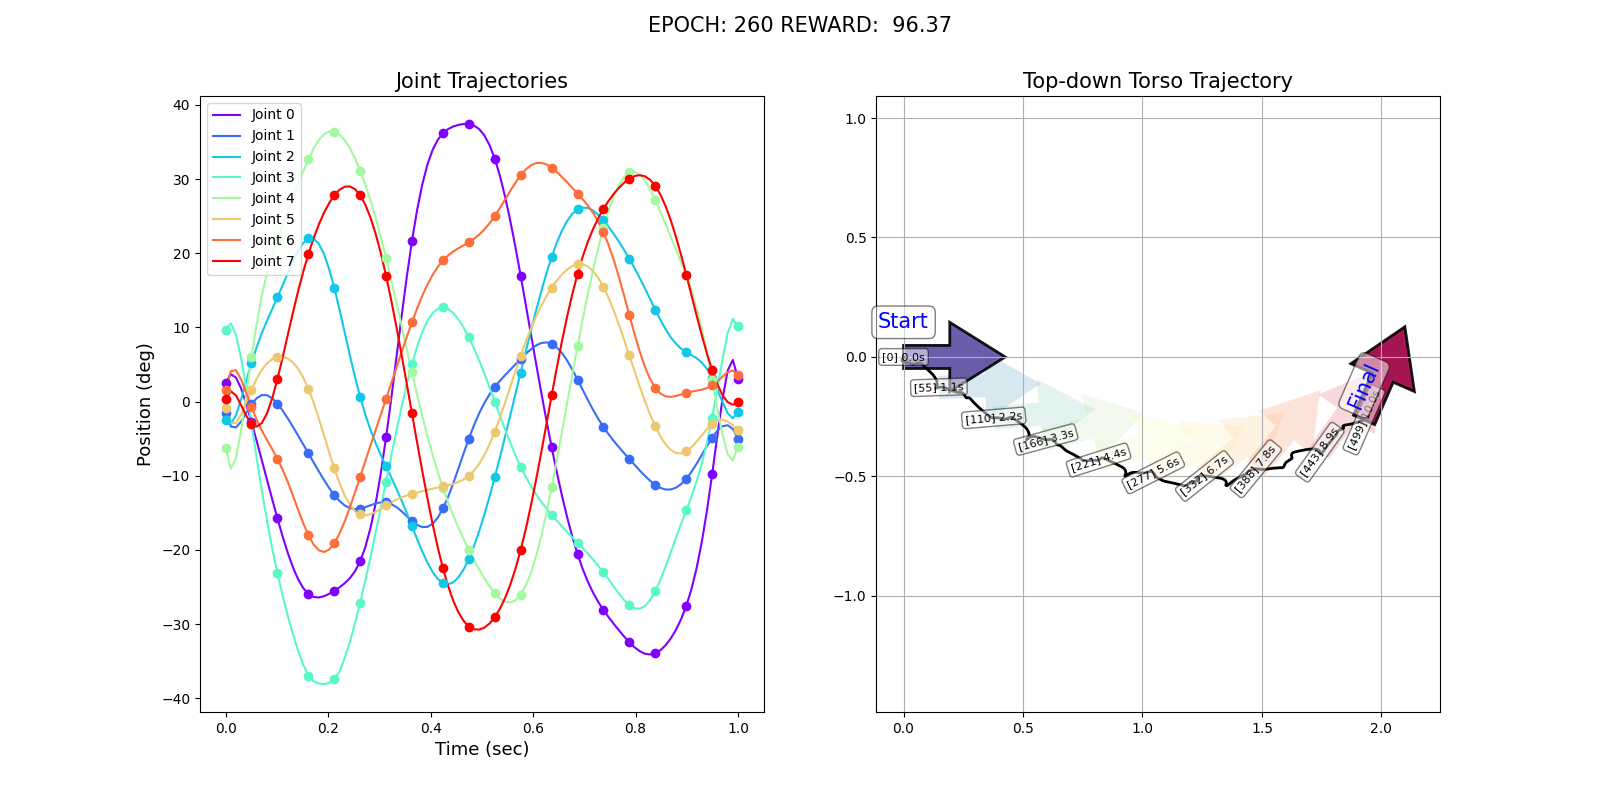 EPOCH: 260 REWARD:  96.37
Joint Trajectories
40
30
20
10
0
−10
−20
−30
−40
Position (deg)
Joint 0
Joint 1
Joint 2
Joint 3
Joint 4
Joint 5
Joint 6
Joint 7
0.0
0.2
0.4
0.6
0.8
1.0
Time (sec)
Top-down Torso Trajectory
1.0
0.5
0.0
−0.5
−1.0
Start
[0] 0.0s
[55] 1.1s
[110] 2.2s
[166] 3.3s
[221] 4.4s
[277] 5.6s
[332] 6.7s
[388] 7.8s
[443] 8.9s
[499] 10.0s
Final
0.0
0.5
1.0
1.5
2.0